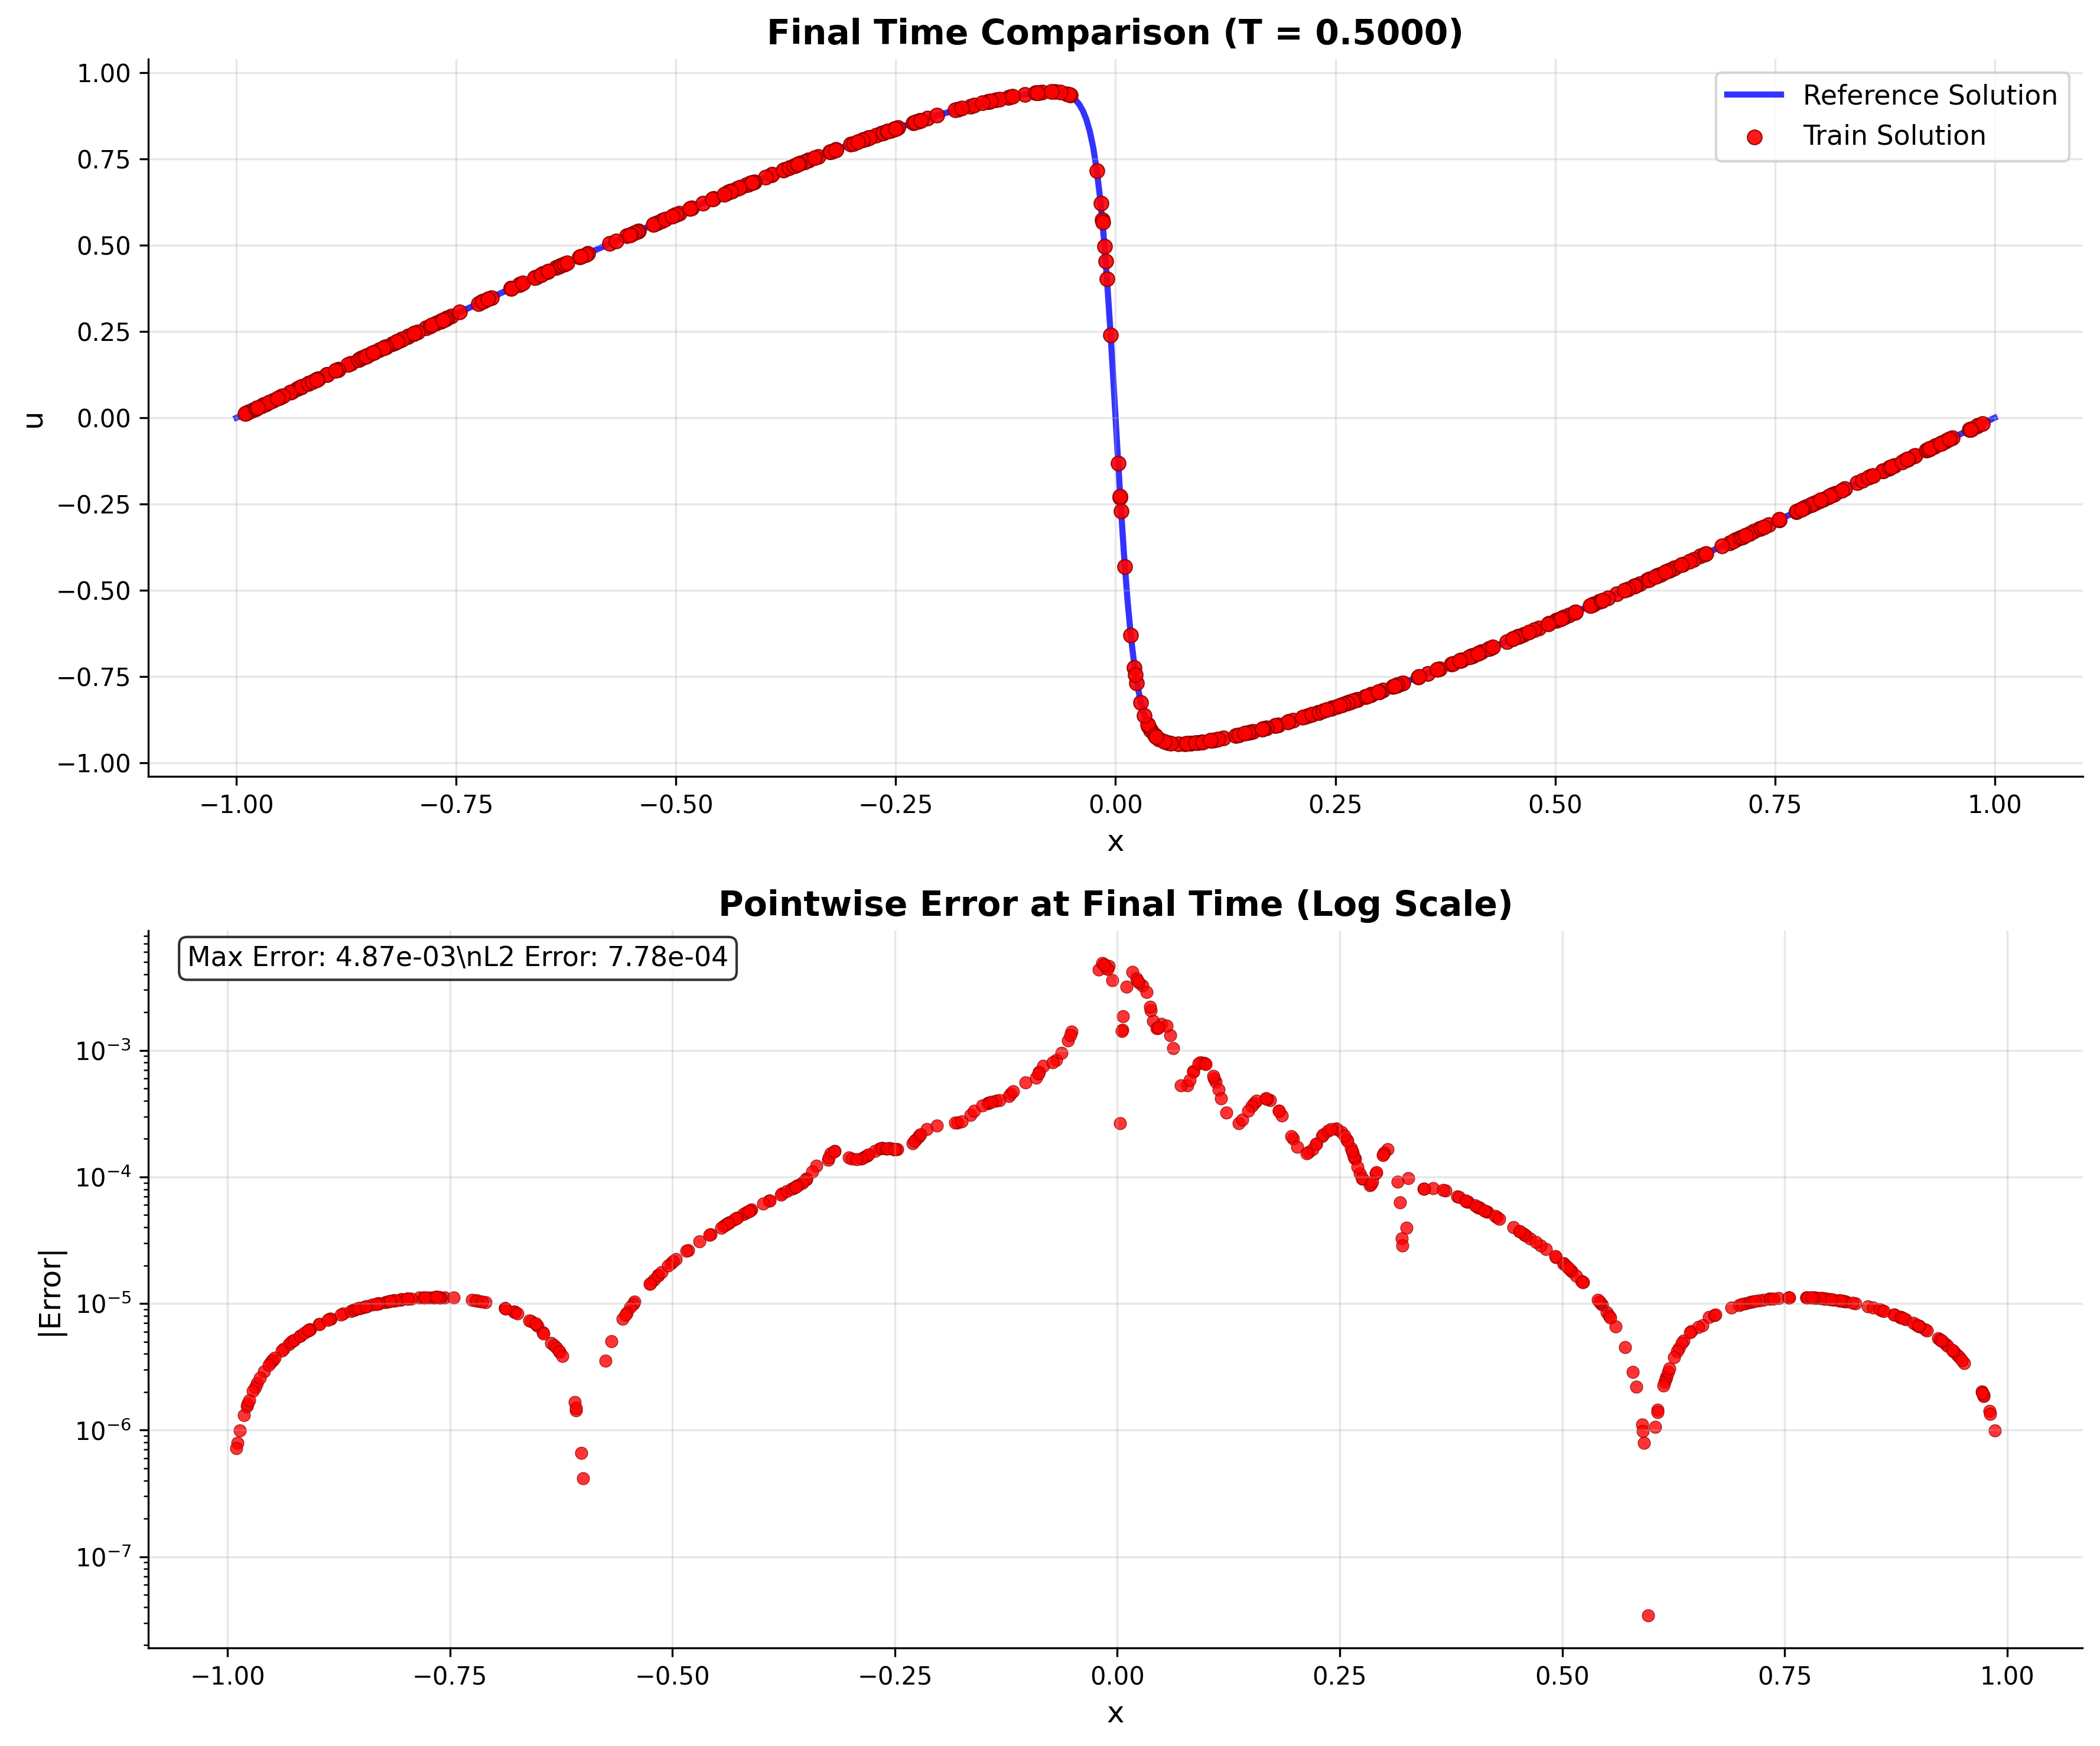 Final Time Comparison (T = 0.5000)
1.00
0.75
0.50
0.25
0.00
−0.25
−0.50
−0.75
−1.00
u
Reference Solution
Train Solution
−1.00 −0.75 −0.50 −0.25 0.00 0.25 0.50 0.75 1.00
x
Pointwise Error at Final Time (Log Scale)
Max Error: 4.87e-03\nL2 Error: 7.78e-04
10⁻³
10⁻⁴
10⁻⁵
10⁻⁶
10⁻⁷
|Error|
−1.00 −0.75 −0.50 −0.25 0.00 0.25 0.50 0.75 1.00
x